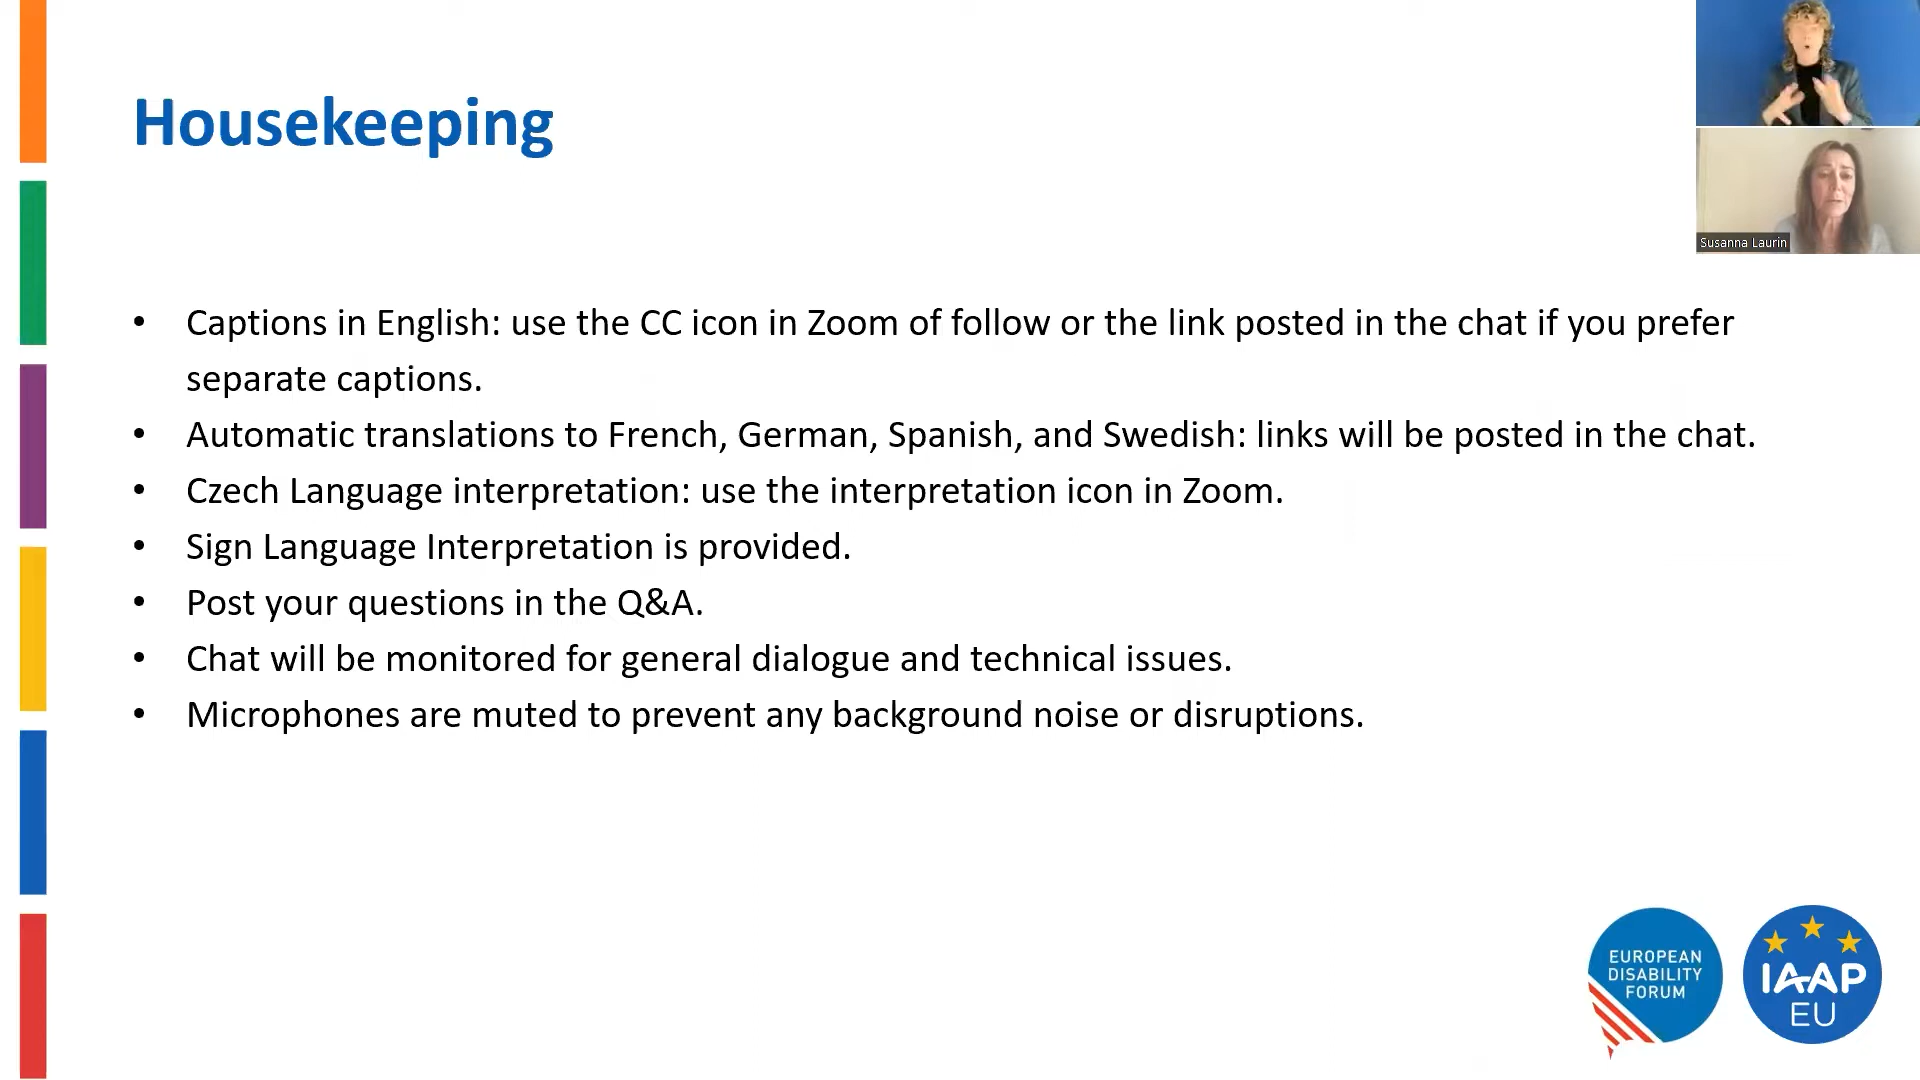 Housekeeping
Susanna Laurin
• Captions in English: use the CC icon in Zoom of follow or the link posted in the chat if you prefer
separate captions.
• Automatic translations to French, German, Spanish, and Swedish: links will be posted in the chat.
• Czech Language interpretation: use the interpretation icon in Zoom.
• Sign Language Interpretation is provided.
• Post your questions in the Q&A.
• Chat will be monitored for general dialogue and technical issues.
• Microphones are muted to prevent any background noise or disruptions.
EUROPEAN
DISABILITY
FORUM
IAAP
EU